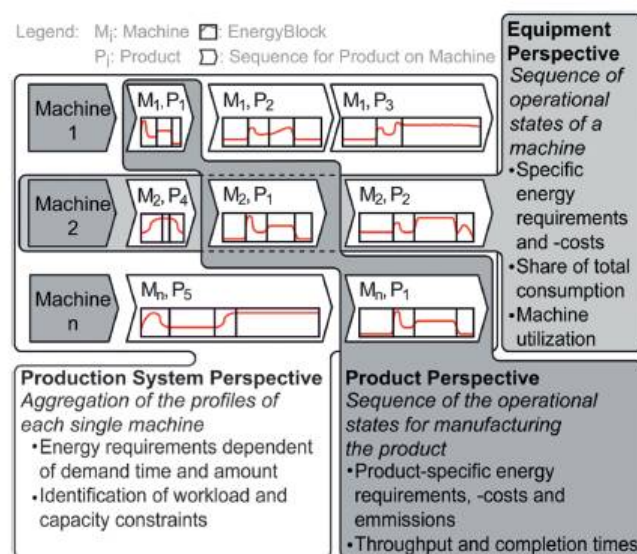 Legend: Mᵢ: Machine EnergyBlock
Pᵢ: Product : Sequence for Product on Machine
Equipment
Perspective
Sequence of
operational
states of a
machine
•Specific
energy
requirements
and -costs
•Share of total
consumption
•Machine
utilization
Machine
1
M₁, P₁
M₁, P₂
M₁, P₃
Machine
2
M₂, P₄
M₂, P₁
M₂, P₂
Machine
n
Mₙ, P₅
Mₙ, P₁
Production System Perspective
Aggregation of the profiles of
each single machine
•Energy requirements dependent
of demand time and amount
•Identification of workload and
capacity constraints
Product Perspective
Sequence of the operational
states for manufacturing
the product
•Product-specific energy
requirements, -costs and
emmissions
•Throughput and completion times